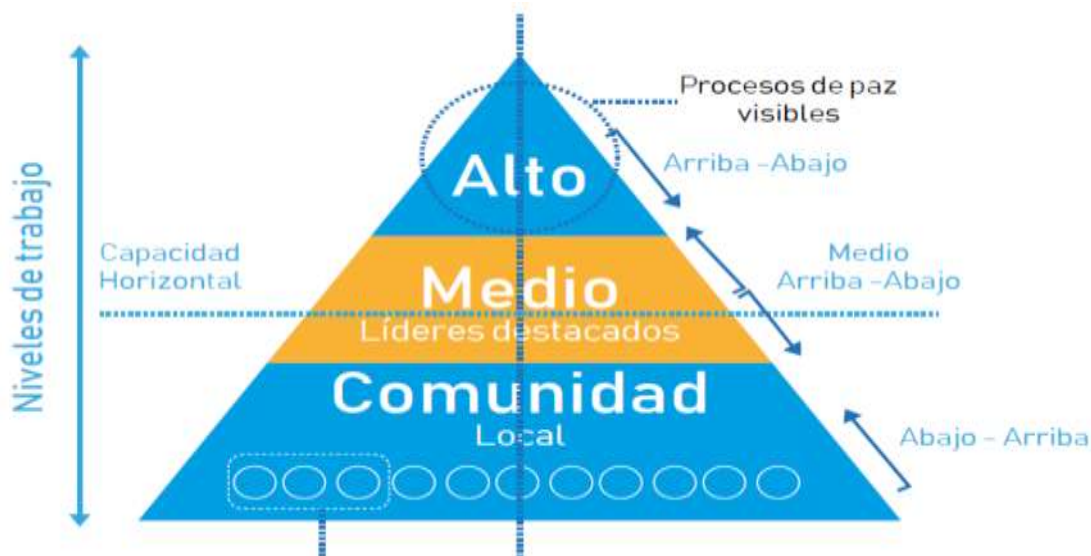 Procesos de paz
visibles
Alto
Arriba -Abajo
Niveles de trabajo
Capacidad
Horizontal
Medio
Líderes destacados
Medio
Arriba -Abajo
Comunidad
Local
Abajo - Arriba